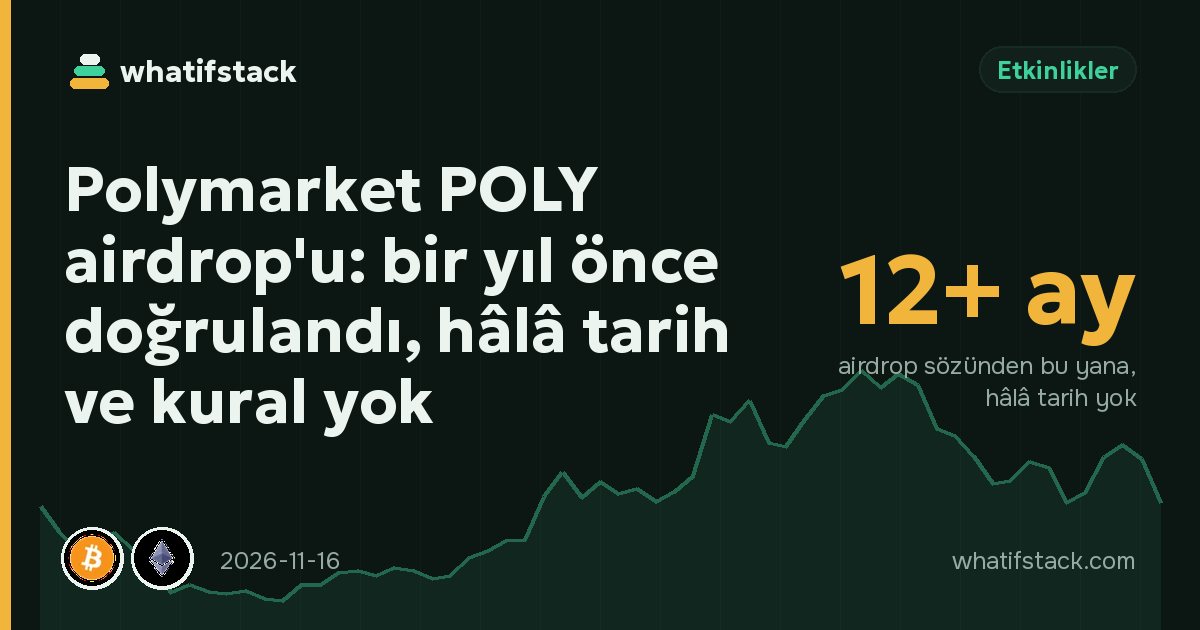 whatifstack
Etkinlikler
Polymarket POLY
airdrop'u: bir yıl önce
doğrulandı, hâlâ tarih
ve kural yok
12+ ay
airdrop sözünden bu yana,
hâlâ tarih yok
2026-11-16
whatifstack.com